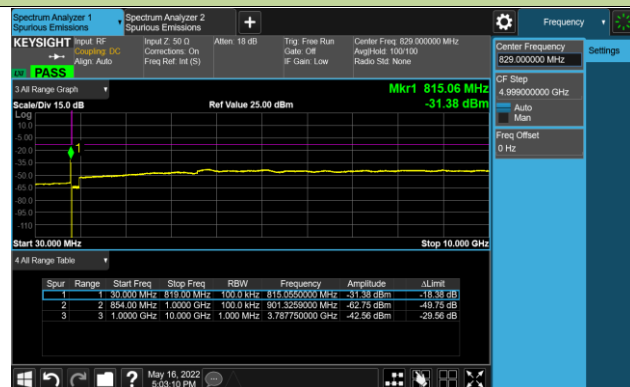 Spectrum Analyzer 1
Spurious Emissions
Spectrum Analyzer 2
Spurious Emissions
Frequency
KEYSIGHT
Input: RF
Coupling: DC
Align: Auto
Input Z: 50 Ω
Corrections: On
Freq Ref: Int (S)
Atten: 18 dB
Trig: Free Run
Gate: Off
IF Gain: Low
Center Freq: 829.000000 MHz
Avg|Hold: 100/100
Radio Std: None
PASS
Center Frequency
829.000000 MHz
Settings
CF Step
4.999000000 GHz
Auto
Man
Freq Offset
0 Hz
3 All Range Graph
Mkr1 815.06 MHz
Scale/Div 15.0 dB
Ref Value 25.00 dBm
-31.38 dBm
Log
10.0
-5.00
-20.0
-35.0
-50.0
-65.0
-80.0
-95.0
-110
1
Start 30.000 MHz
Stop 10.000 GHz
4 All Range Table
Spur Range Start Freq Stop Freq RBW Frequency Amplitude ΔLimit
1 1 30.000 MHz 819.00 MHz 100.0 kHz 815.0550000 MHz -31.38 dBm -18.38 dB
2 2 854.00 MHz 1.0000 GHz 100.0 kHz 901.3259000 MHz -62.75 dBm -49.75 dB
3 3 1.0000 GHz 10.000 GHz 1.000 MHz 3.787750000 GHz -42.56 dBm -29.56 dB
May 16, 2022
5:03:10 PM